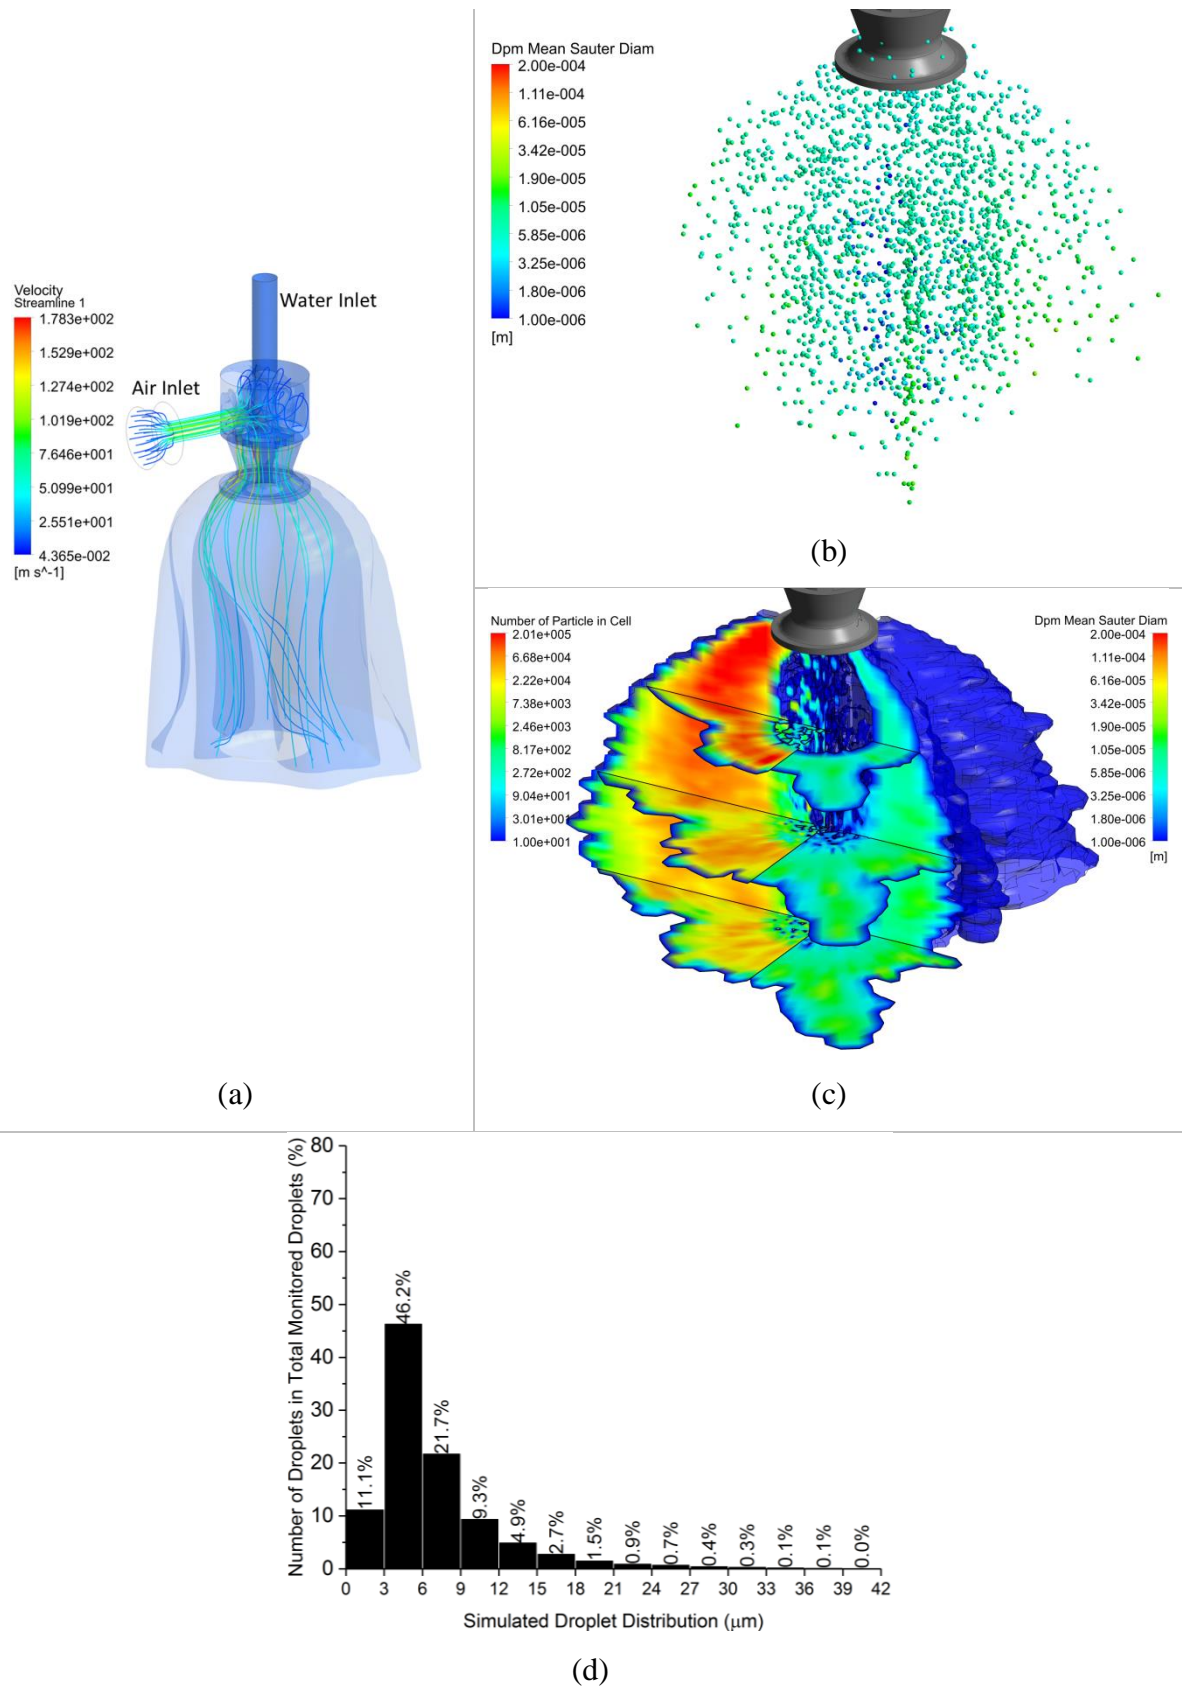 Velocity
Streamline 1
1.783e+002
1.529e+002
1.274e+002
1.019e+002
7.646e+001
5.099e+001
2.551e+001
4.365e-002
[m s^-1]
Water Inlet
Air Inlet
(a)
Dpm Mean Sauter Diam
2.00e-004
1.11e-004
6.16e-005
3.42e-005
1.90e-005
1.05e-005
5.85e-006
3.25e-006
1.80e-006
1.00e-006
[m]
(b)
Number of Particle in Cell
2.01e+005
6.68e+004
2.22e+004
7.38e+003
2.46e+003
8.17e+002
2.72e+002
9.04e+001
3.01e+001
1.00e+001
Dpm Mean Sauter Diam
2.00e-004
1.11e-004
6.16e-005
3.42e-005
1.90e-005
1.05e-005
5.85e-006
3.25e-006
1.80e-006
1.00e-006
[m]
(c)
Number of Droplets in Total Monitored Droplets (%)
80
70
60
50
40
30
20
10
0
11.1%
46.2%
21.7%
9.3%
4.9%
2.7%
1.5%
0.9%
0.7%
0.4%
0.3%
0.1%
0.1%
0.0%
0 3 6 9 12 15 18 21 24 27 30 33 36 39 42
Simulated Droplet Distribution (μm)
(d)